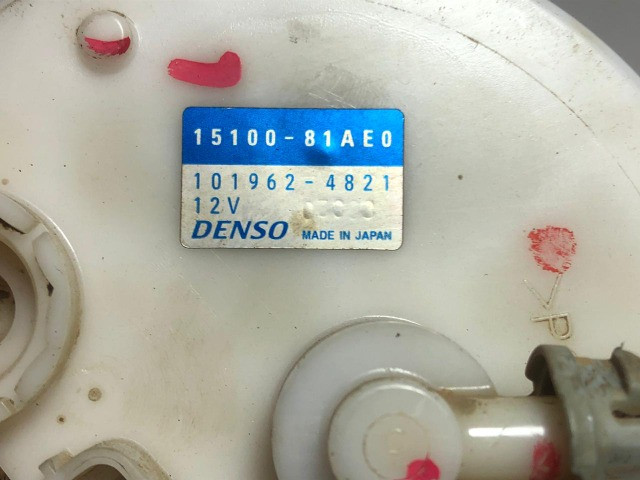 15100-81AE0
101962-4821
12V
DENSO MADE IN JAPAN
>P